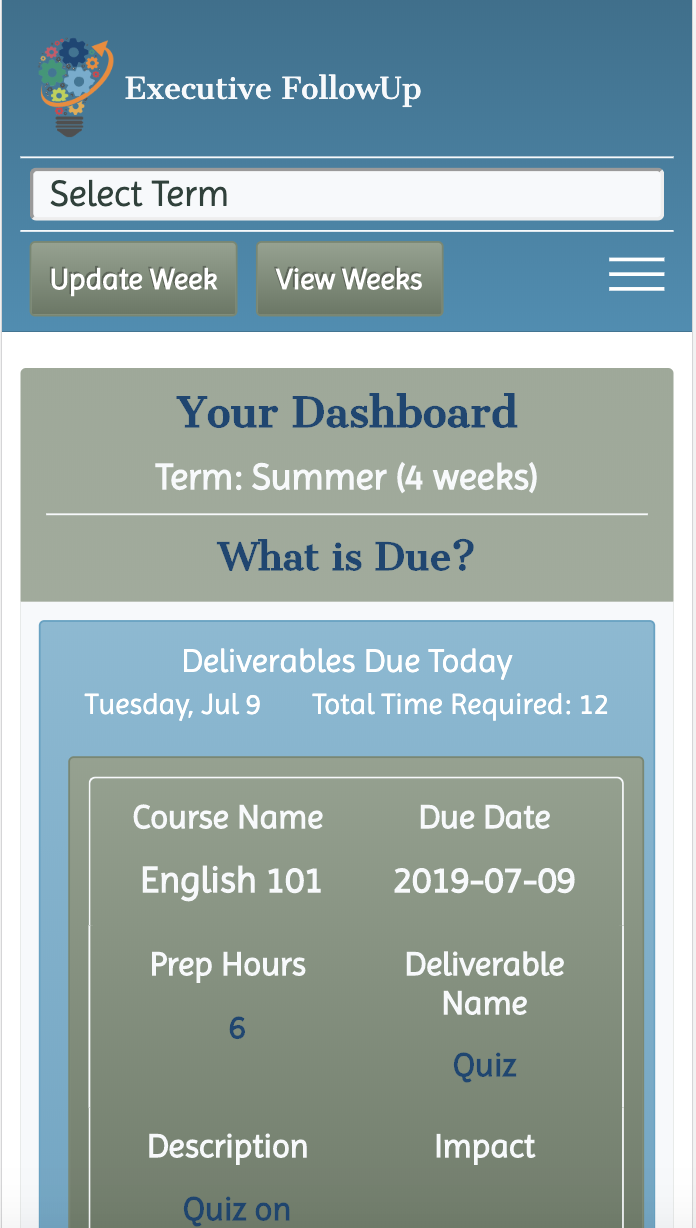 Executive FollowUp
Select Term
Update Week View Weeks
Your Dashboard
Term: Summer (4 weeks)
What is Due?
Deliverables Due Today
Tuesday, Jul 9 Total Time Required: 12
Course Name Due Date
English 101 2019-07-09
Prep Hours Deliverable
Name
6
Quiz
Description Impact
Quiz on